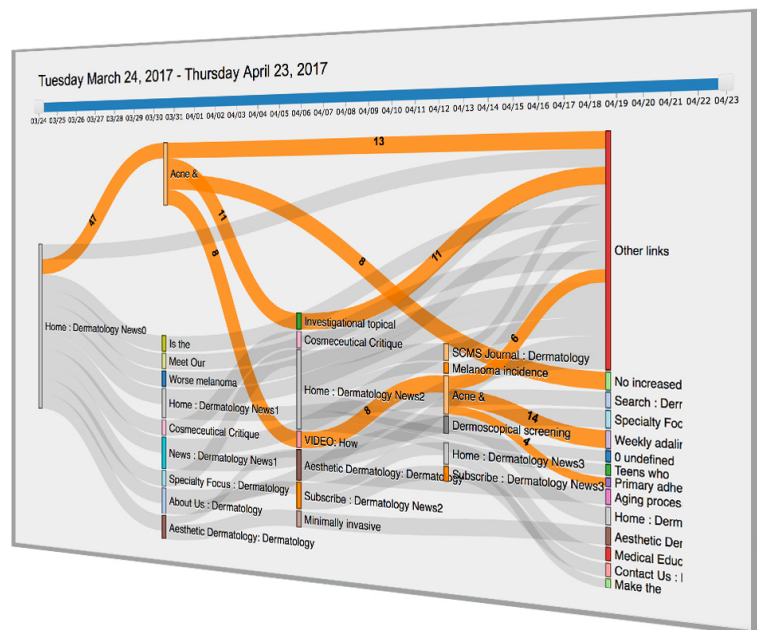 Tuesday March 24, 2017 - Thursday April 23, 2017
03/24 03/25 03/26 03/27 03/28 03/29 03/30 03/31 04/01 04/02 04/03 04/04 04/05 04/06 04/07 04/08 04/09 04/10 04/11 04/12 04/13 04/14 04/15 04/16 04/17 04/18 04/19 04/20 04/21 04/22 04/23
13
Acne &
47
11
8
8
11
Other links
Home : Dermatology News0
Investigational topical
6
Is the
Cosmeceutical Critique
SCMS Journal : Dermatology
Meet Our
Melanoma incidence
Worse melanoma
Home : Dermatology News2
No increased
Home : Dermatology News1
Acne &
Search : Derr
8
14
Specialty Foc
Cosmeceutical Critique
VIDEO: How
Dermoscopical screening
4
Weekly adalir
News : Dermatology News1
Aesthetic Dermatology: Dermatology
Home : Dermatology News3
0 undefined
Specialty Focus : Dermatology
Subscribe : Dermatology News3
Teens who
Primary adhe
About Us : Dermatology
Subscribe : Dermatology News2
Aging proces
Aesthetic Dermatology: Dermatology
Minimally invasive
Home : Derm
Aesthetic Der
Medical Educ
Contact Us :
Make the